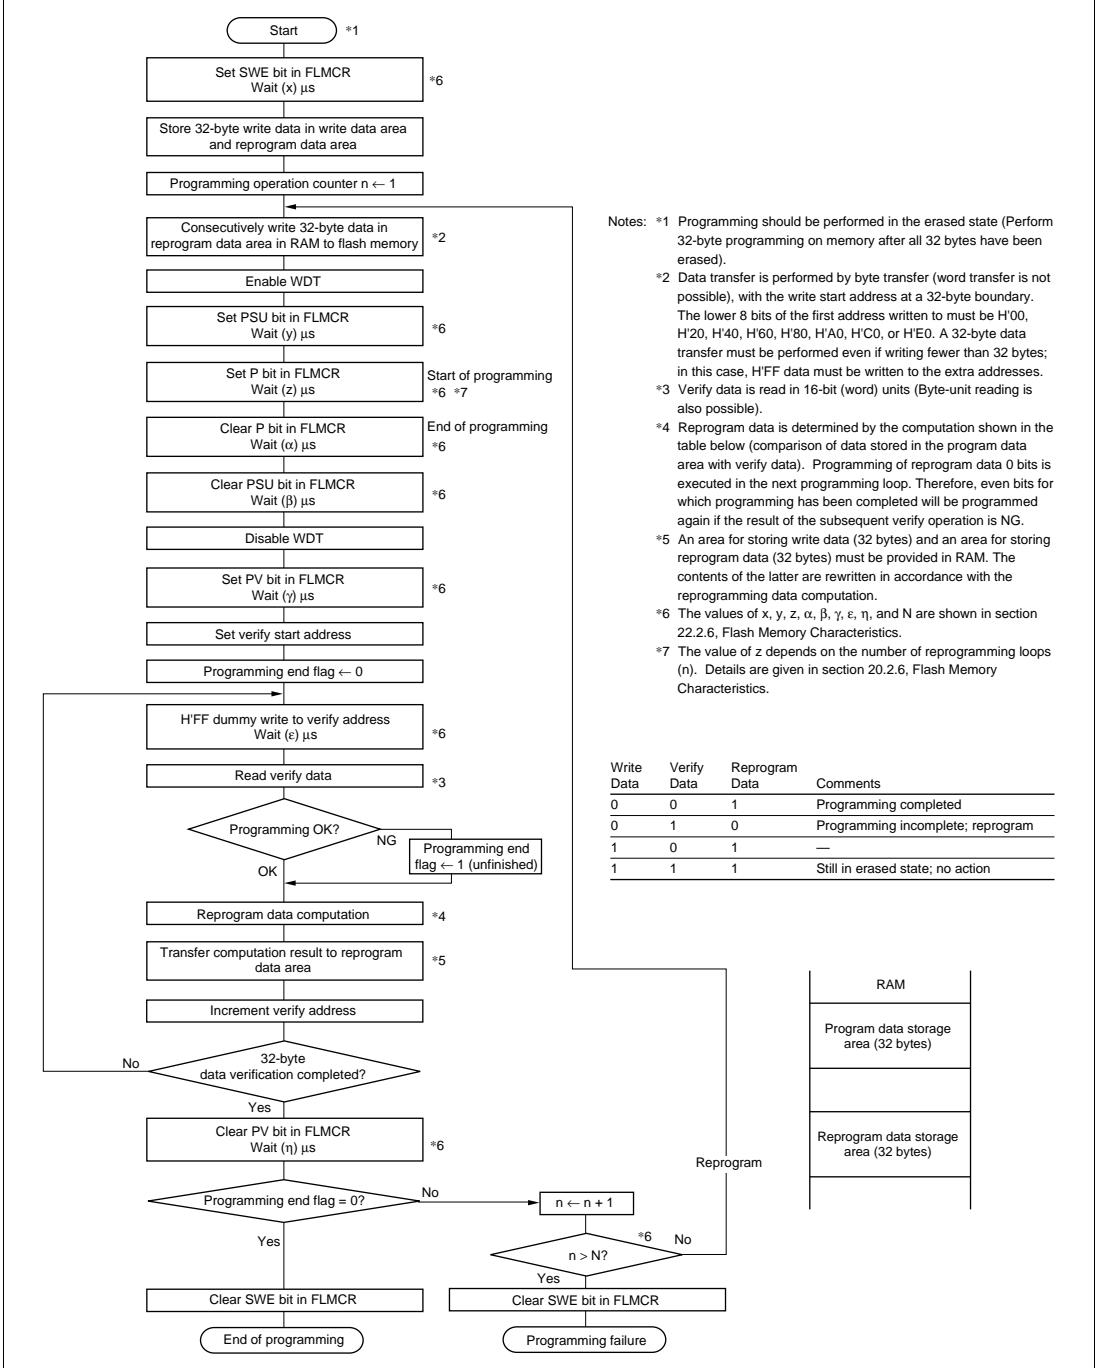 Start
*1
Set SWE bit in FLMCR
Wait (x) μs
*6
Store 32-byte write data in write data area
and reprogram data area
Programming operation counter n ← 1
Consecutively write 32-byte data in
reprogram data area in RAM to flash memory
*2
Enable WDT
Set PSU bit in FLMCR
Wait (y) μs
*6
Set P bit in FLMCR
Wait (z) μs
Start of programming
*6 *7
Clear P bit in FLMCR
Wait (α) μs
End of programming
*6
Clear PSU bit in FLMCR
Wait (β) μs
*6
Disable WDT
Set PV bit in FLMCR
Wait (γ) μs
*6
Set verify start address
Programming end flag ← 0
H'FF dummy write to verify address
Wait (ε) μs
*6
Read verify data
*3
Programming OK?
NG
Programming end
flag ← 1 (unfinished)
OK
Reprogram data computation
*4
Transfer computation result to reprogram
data area
*5
Increment verify address
32-byte
data verification completed?
No
Yes
Clear PV bit in FLMCR
Wait (η) μs
*6
Programming end flag = 0?
No
Yes
n ← n + 1
n > N?
*6
No
Reprogram
Yes
Clear SWE bit in FLMCR
Clear SWE bit in FLMCR
End of programming
Programming failure
Notes: *1 Programming should be performed in the erased state (Perform
32-byte programming on memory after all 32 bytes have been
erased).
*2 Data transfer is performed by byte transfer (word transfer is not
possible), with the write start address at a 32-byte boundary.
The lower 8 bits of the first address written to must be H'00,
H'20, H'40, H'60, H'80, H'A0, H'C0, or H'E0. A 32-byte data
transfer must be performed even if writing fewer than 32 bytes;
in this case, H'FF data must be written to the extra addresses.
*3 Verify data is read in 16-bit (word) units (Byte-unit reading is
also possible).
*4 Reprogram data is determined by the computation shown in the
table below (comparison of data stored in the program data
area with verify data). Programming of reprogram data 0 bits is
executed in the next programming loop. Therefore, even bits for
which programming has been completed will be programmed
again if the result of the subsequent verify operation is NG.
*5 An area for storing write data (32 bytes) and an area for storing
reprogram data (32 bytes) must be provided in RAM. The
contents of the latter are rewritten in accordance with the
reprogramming data computation.
*6 The values of x, y, z, α, β, γ, ε, η, and N are shown in section
22.2.6, Flash Memory Characteristics.
*7 The value of z depends on the number of reprogramming loops
(n). Details are given in section 20.2.6, Flash Memory
Characteristics.
Write Verify Reprogram
Data Data Data Comments
0 0 1 Programming completed
0 1 0 Programming incomplete; reprogram
1 0 1 —
1 1 1 Still in erased state; no action
RAM
Program data storage
area (32 bytes)
Reprogram data storage
area (32 bytes)